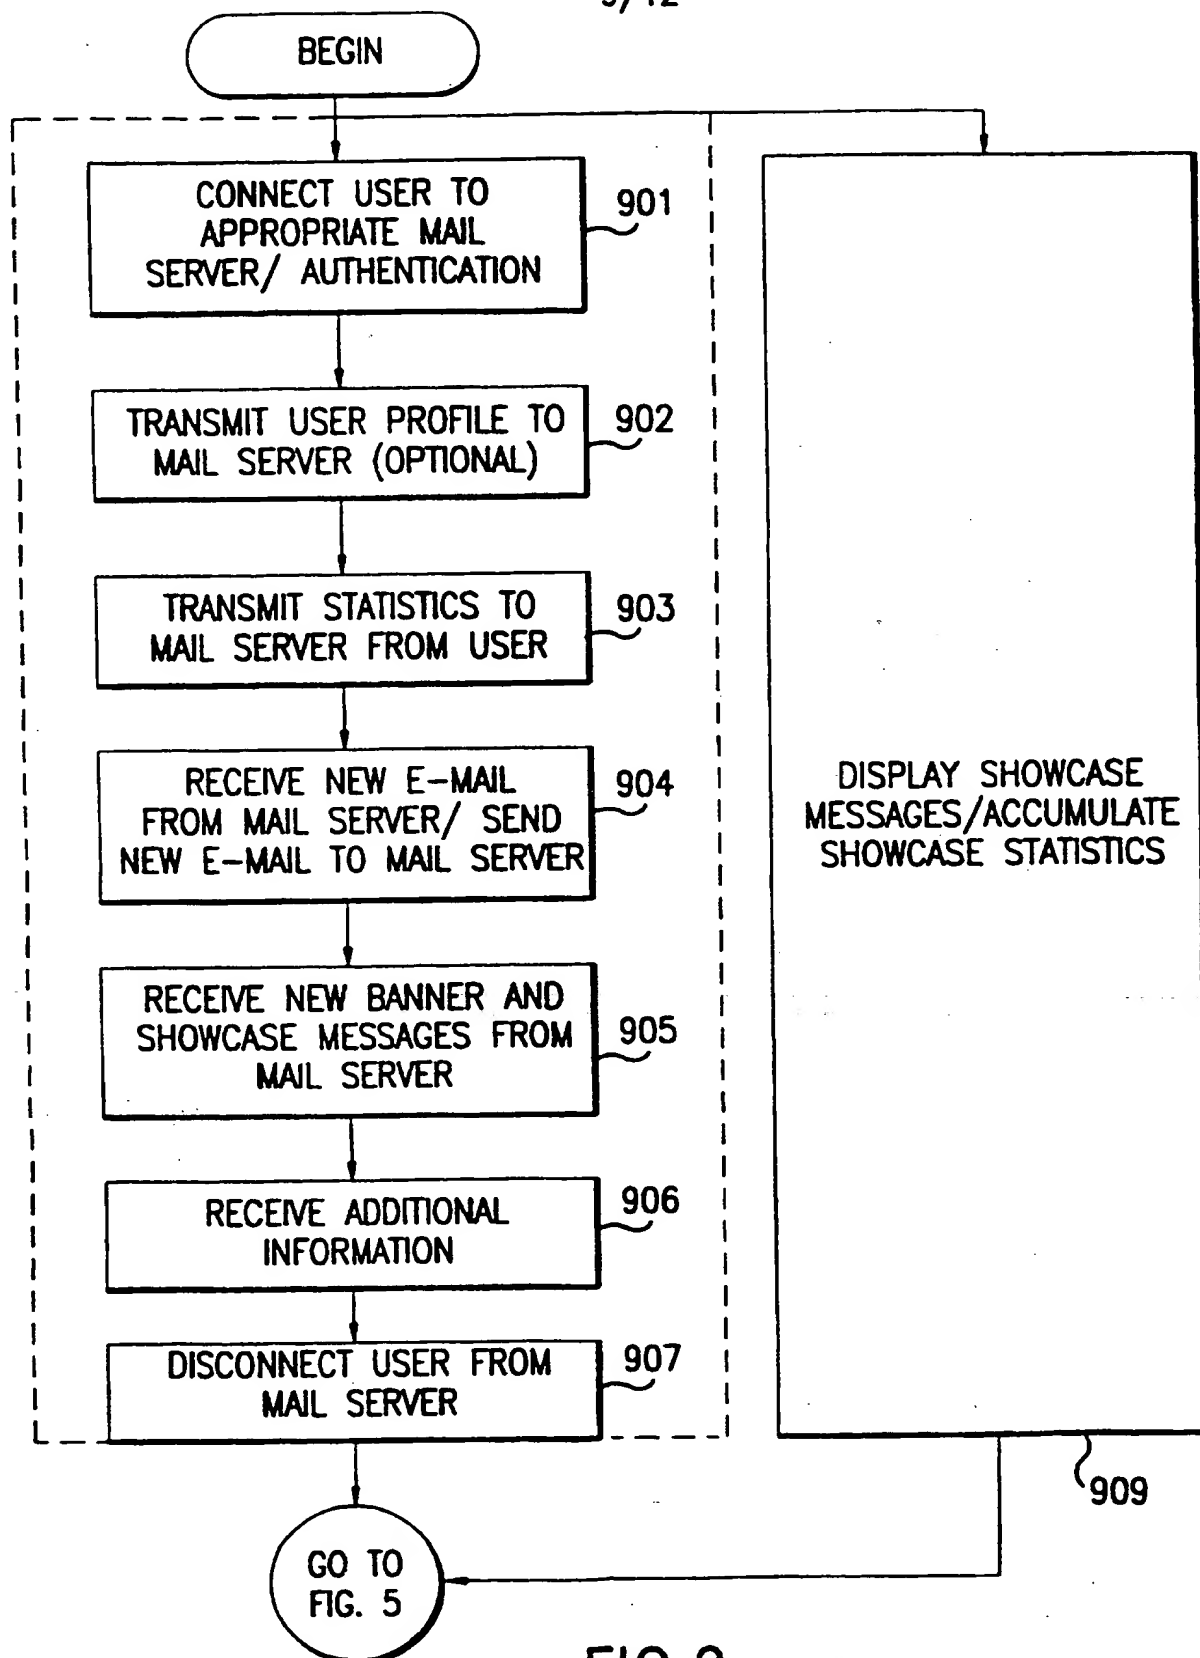 BEGIN
CONNECT USER TO
APPROPRIATE MAIL
SERVER/ AUTHENTICATION
901
TRANSMIT USER PROFILE TO
MAIL SERVER (OPTIONAL)
902
TRANSMIT STATISTICS TO
MAIL SERVER FROM USER
903
RECEIVE NEW E-MAIL
FROM MAIL SERVER/ SEND
NEW E-MAIL TO MAIL SERVER
904
RECEIVE NEW BANNER AND
SHOWCASE MESSAGES FROM
MAIL SERVER
905
RECEIVE ADDITIONAL
INFORMATION
906
DISCONNECT USER FROM
MAIL SERVER
907
DISPLAY SHOWCASE
MESSAGES/ACCUMULATE
SHOWCASE STATISTICS
909
GO TO
FIG. 5